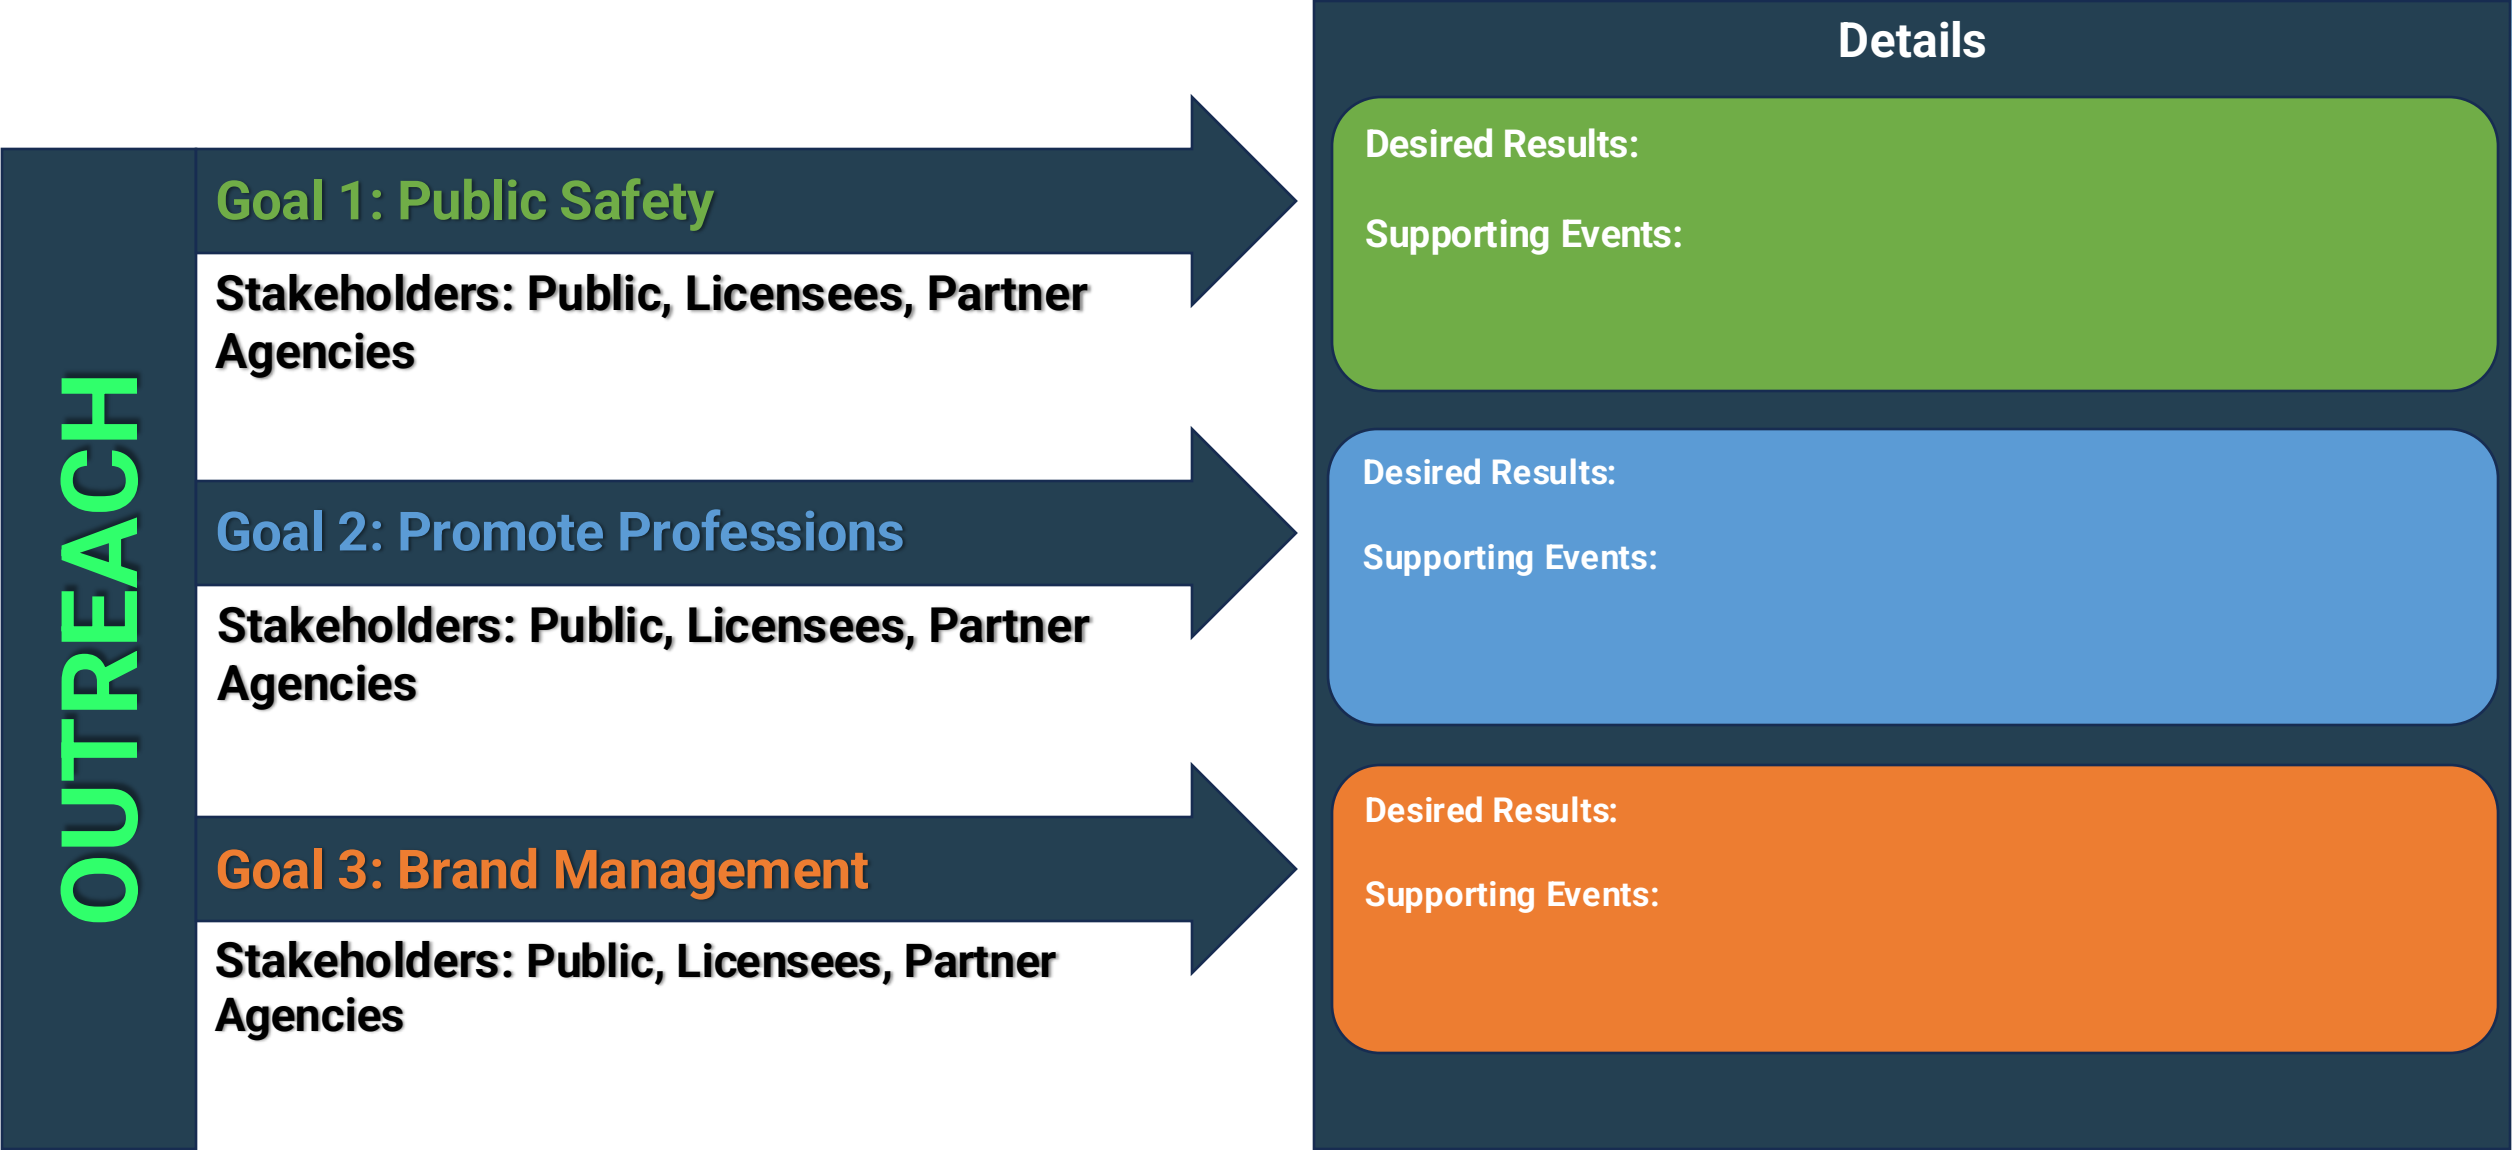 OUTREACH
Goal 1: Public Safety
Stakeholders: Public, Licensees, Partner
Agencies
Goal 2: Promote Professions
Stakeholders: Public, Licensees, Partner
Agencies
Goal 3: Brand Management
Stakeholders: Public, Licensees, Partner
Agencies
Details
Desired Results:
Supporting Events:
Desired Results:
Supporting Events:
Desired Results:
Supporting Events: